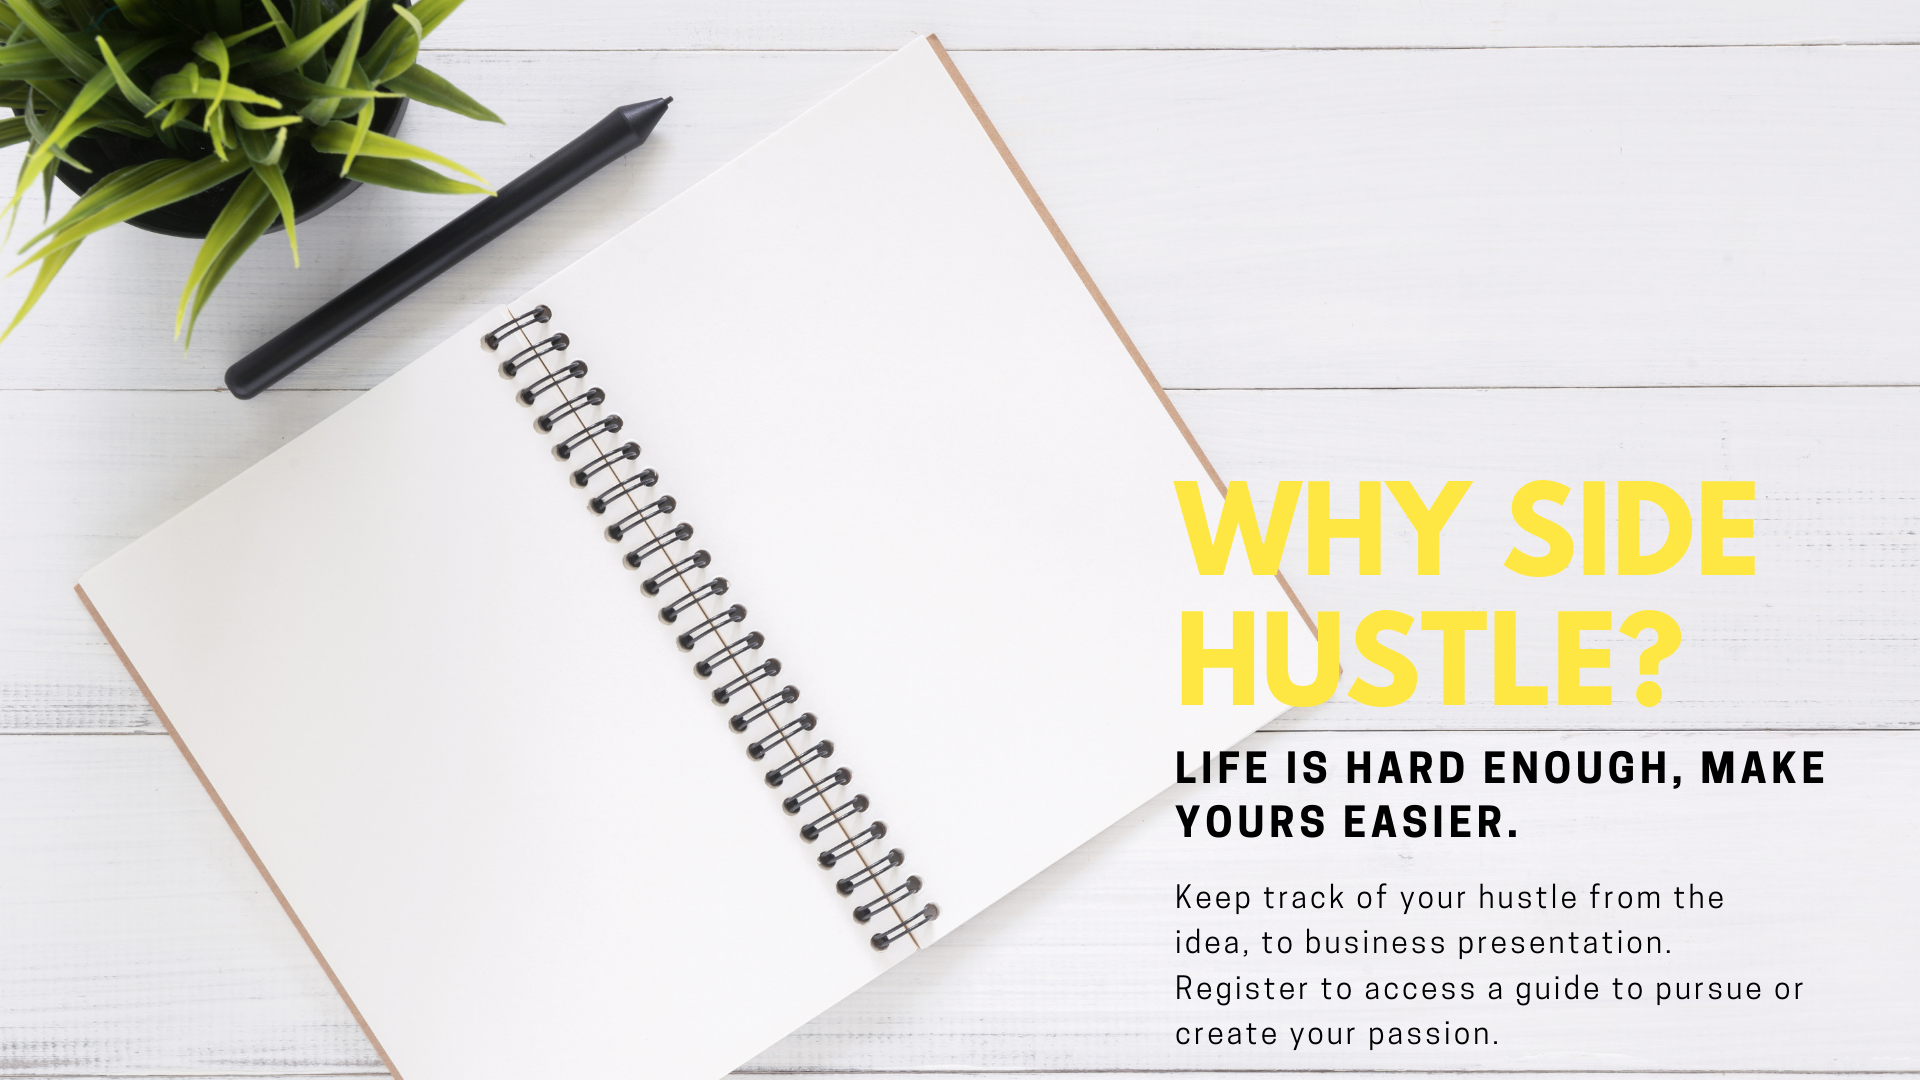 WHY SIDE
HUSTLE?
LIFE IS HARD ENOUGH, MAKE
YOURS EASIER.
Keep track of your hustle from the
idea, to business presentation.
Register to access a guide to pursue or
create your passion.